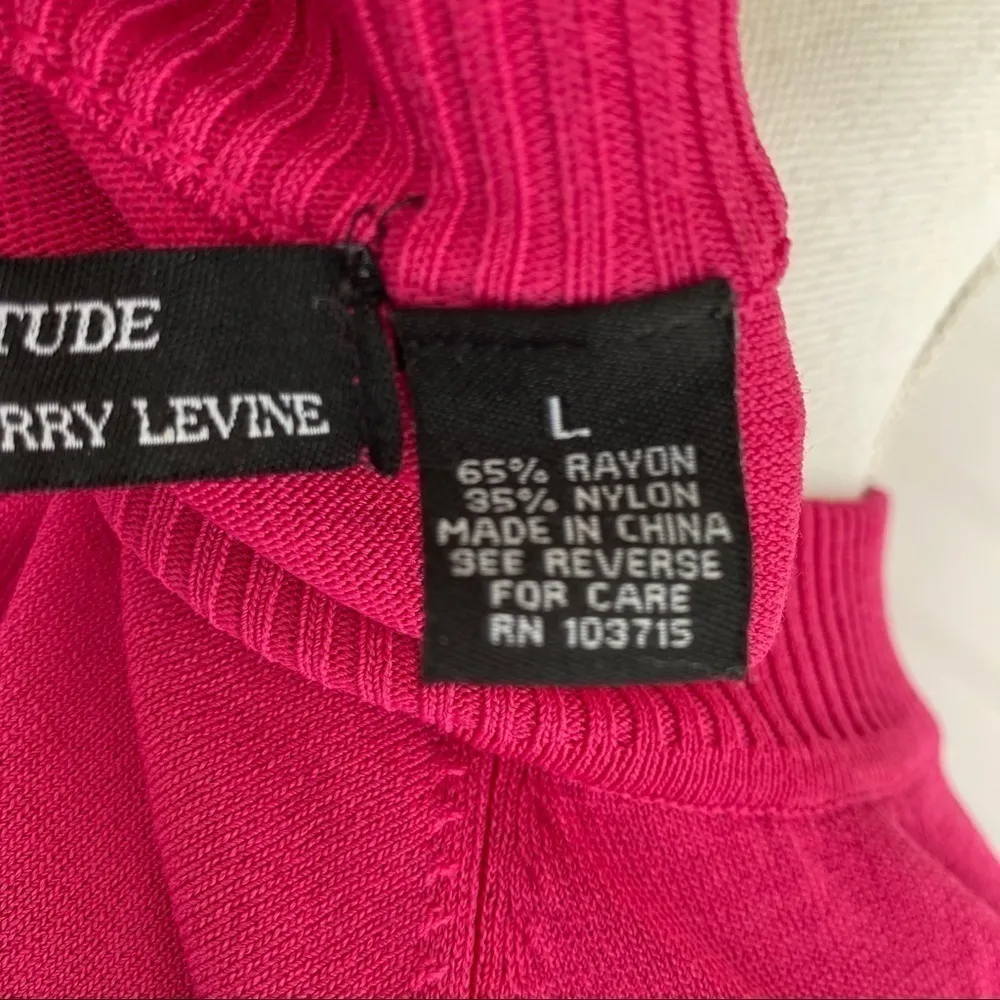 TUDE
RRY LEVINE
L
65% RAYON
35% NYLON
MADE IN CHINA
SEE REVERSE
FOR CARE
RN 103715